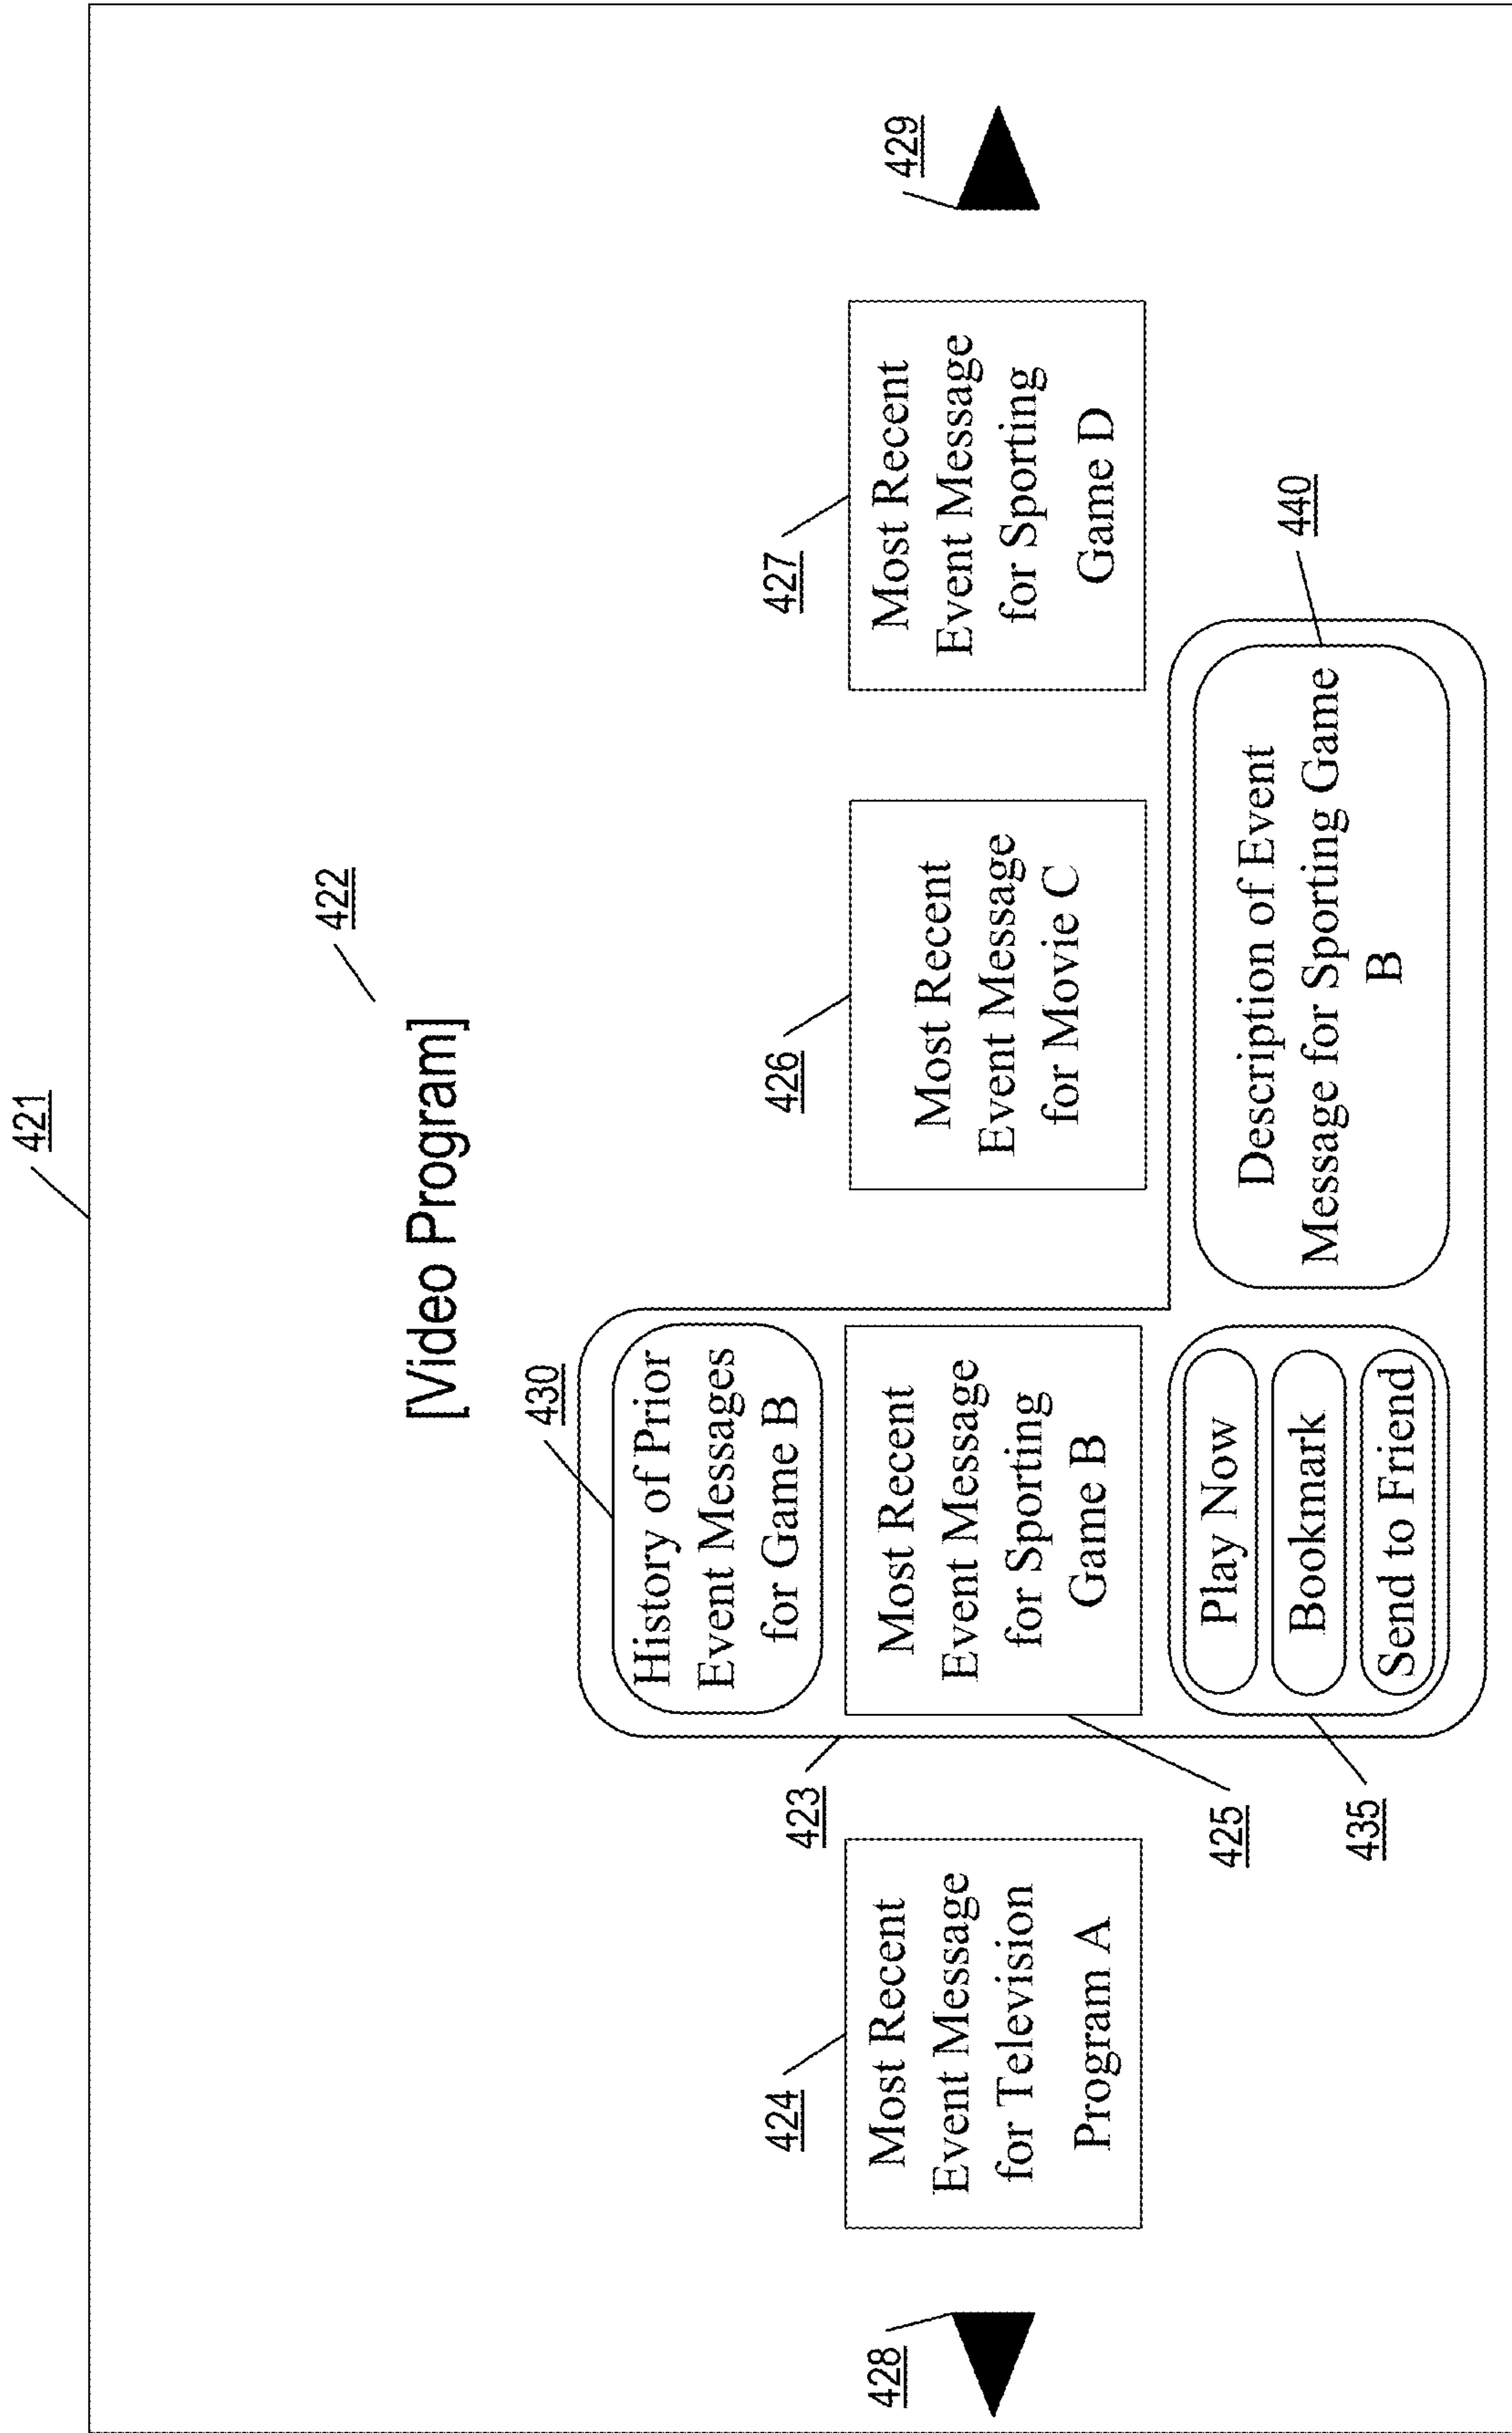 421
422
[Video Program]
430
History of Prior
Event Messages
for Game B
423
424
Most Recent
Event Message
for Television
Program A
Most Recent
Event Message
for Sporting
Game B
425
426
Most Recent
Event Message
for Movie C
427
Most Recent
Event Message
for Sporting
Game D
428
429
435
Play Now
Bookmark
Send to Friend
440
Description of Event
Message for Sporting Game
B